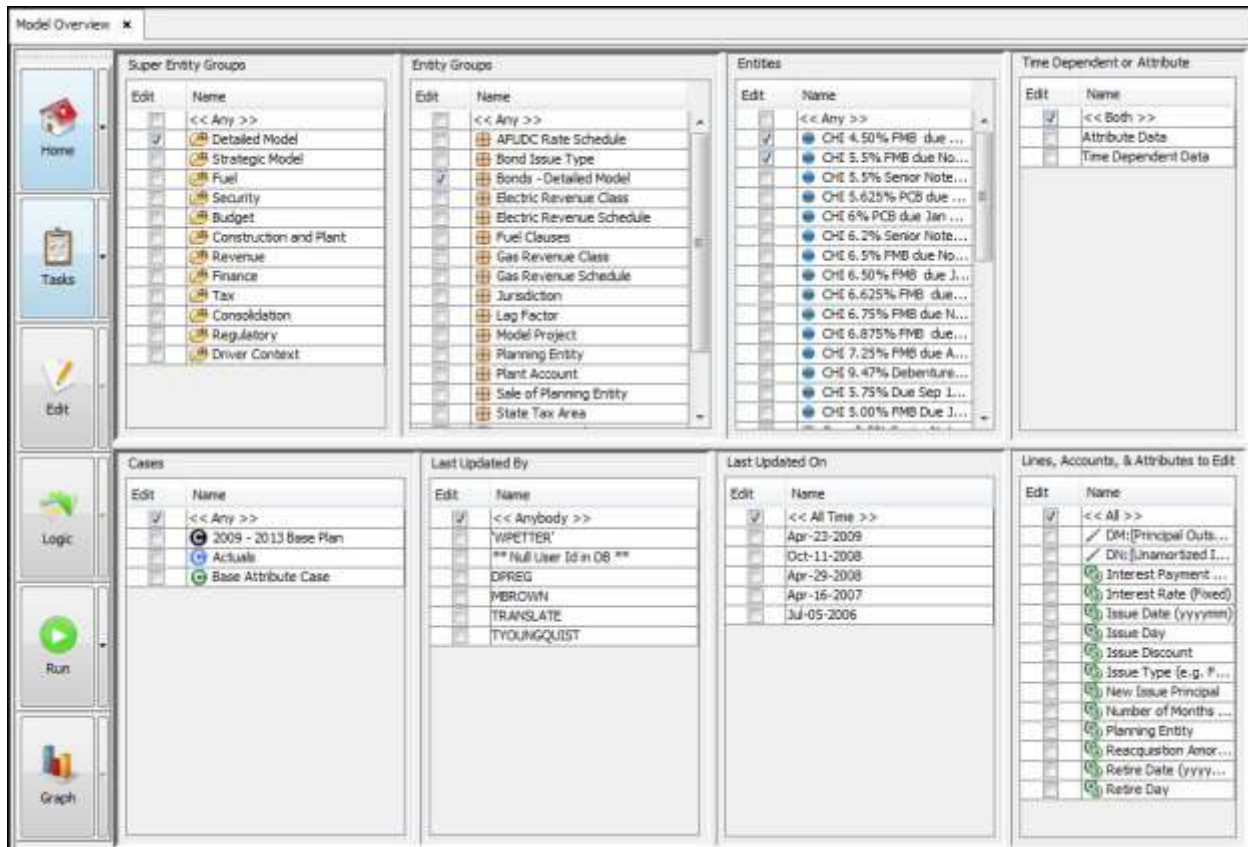 Model Overview
Home
Tasks
Edit
Logic
Run
Graph
Super Entity Groups
Edit Name
<< Any >>
Detailed Model
Strategic Model
Fuel
Security
Budget
Construction and Plant
Revenue
Finance
Tax
Consolidation
Regulatory
Driver Context
Entity Groups
Edit Name
<< Any >>
AFUDC Rate Schedule
Bond Issue Type
Bonds - Detailed Model
Electric Revenue Class
Electric Revenue Schedule
Fuel Clauses
Gas Revenue Class
Gas Revenue Schedule
Jurisdiction
Lag Factor
Model Project
Planning Entity
Plant Account
Sale of Planning Entity
State Tax Area
Entities
Edit Name
<< Any >>
CHI 4.50% FMB due ...
CHI 5.5% FMB due No...
CHI 5.5% Senior Note...
CHI 5.625% PCB due ...
CHI 6% PCB due Jan ...
CHI 6.2% Senior Note...
CHI 6.5% FMB due No...
CHI 6.50% FMB due J...
CHI 6.625% FMB due...
CHI 6.75% FMB due N...
CHI 6.875% FMB due...
CHI 7.25% FMB due A...
CHI 9.47% Debenture...
CHI 5.75% Due Sep 1...
CHI 5.00% FMB Due J...
Time Dependent or Attribute
Edit Name
<< Both >>
Attribute Data
Time Dependent Data
Cases
Edit Name
<< Any >>
2009 - 2013 Base Plan
Actuals
Base Attribute Case
Last Updated By
Edit Name
<< Anybody >>
'WPETTER'
** Null User Id in DB **
DPREG
MBROWN
TRANSLATE
TYOUNGQUIST
Last Updated On
Edit Name
<< All Time >>
Apr-23-2009
Oct-11-2008
Apr-29-2008
Apr-16-2007
Jul-05-2006
Lines, Accounts, & Attributes to Edit
Edit Name
<< All >>
DM:[Principal Outs...
DN:[Unamortized I...
Interest Payment ...
Interest Rate (Fixed)
Issue Date (yyyymm)
Issue Day
Issue Discount
Issue Type (e.g. F...
New Issue Principal
Number of Months ...
Planning Entity
Reacquisition Amor...
Retire Date (yyyy...
Retire Day